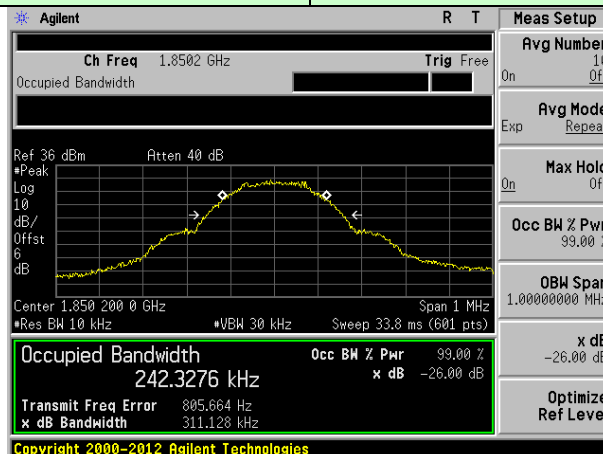 Agilent R T Meas Setup
Ch Freq 1.8502 GHz Trig Free
Occupied Bandwidth
Avg Number
On
Avg Mode
Exp
Ref 36 dBm Atten 40 dB
#Peak
Log
10
dB/
Offst
6
dB
Max Hold
On
Occ BW % Pwr
99.00 %
OBW Span
1.00000000 MHz
Center 1.850 200 0 GHz Span 1 MHz
#Res BW 10 kHz #VBW 30 kHz Sweep 33.8 ms (601 pts)
Occupied Bandwidth Occ BW % Pwr 99.00 %
242.3276 kHz x dB -26.00 dB
Transmit Freq Error 805.664 Hz
x dB Bandwidth 311.128 kHz
x dB
-26.00 dB
Optimize
Ref Level
Copyright 2000-2012 Agilent Technologies